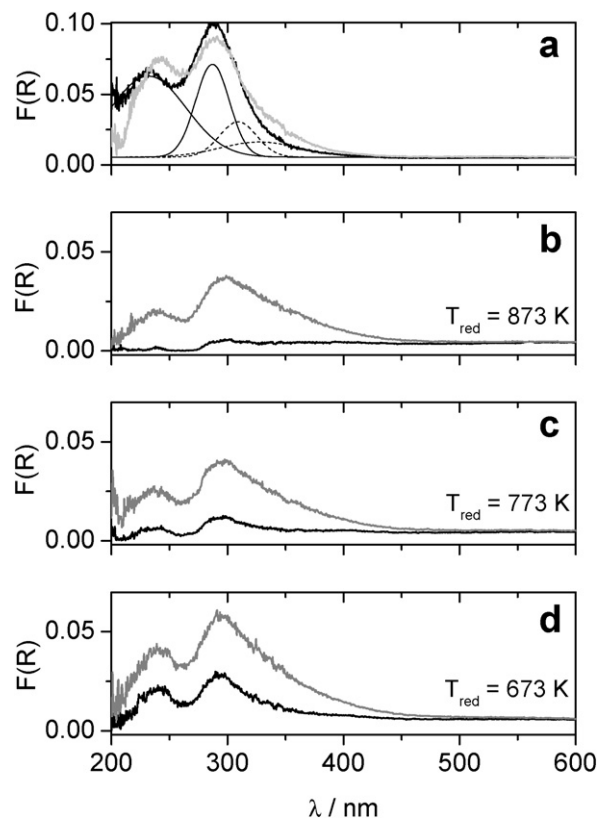 0.10
0.05
0.00
F(R)
a
0.05
0.00
F(R)
b
T_red = 873 K
0.05
0.00
F(R)
c
T_red = 773 K
0.05
0.00
F(R)
d
T_red = 673 K
200 300 400 500 600
λ / nm